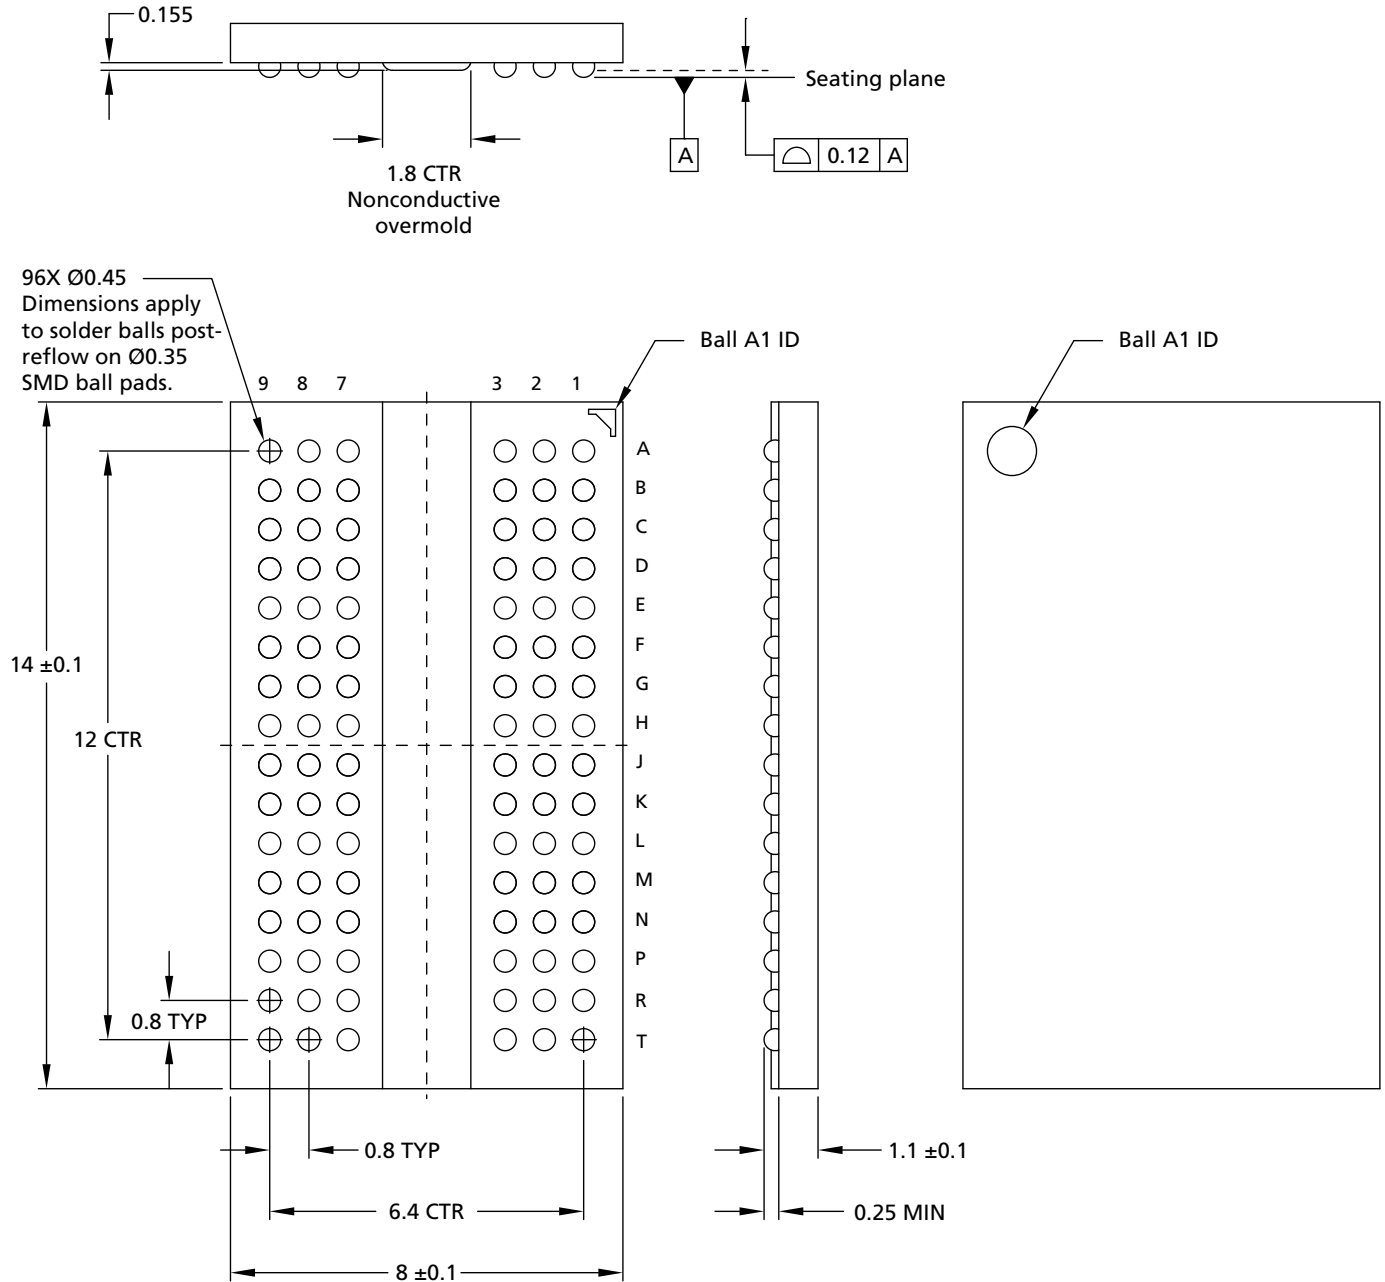 0.155
Seating plane
A
0.12 A
1.8 CTR
Nonconductive
overmold
96X Ø0.45
Dimensions apply
to solder balls post-
reflow on Ø0.35
SMD ball pads.
Ball A1 ID
Ball A1 ID
9 8 7 3 2 1
A
B
C
D
E
F
14 ±0.1
G
H
12 CTR
J
K
L
M
N
P
R
0.8 TYP
T
0.8 TYP
1.1 ±0.1
6.4 CTR
0.25 MIN
8 ±0.1